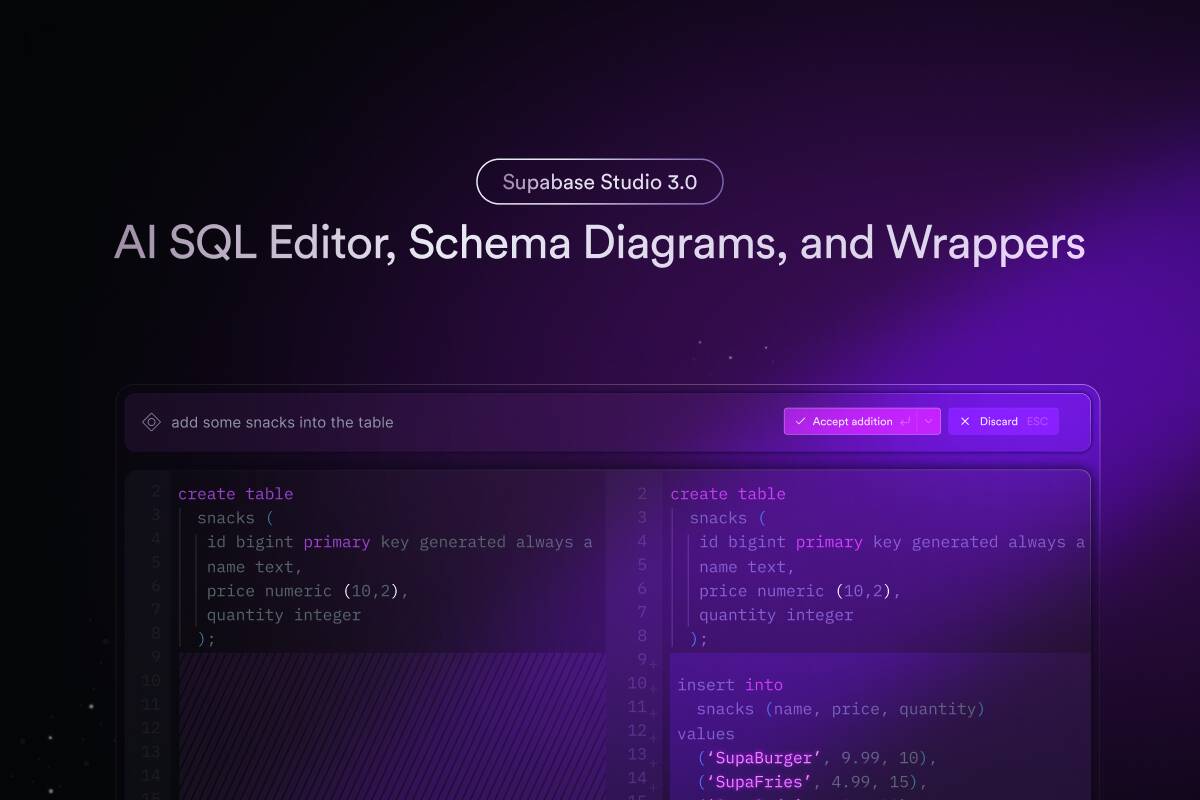 Supabase Studio 3.0
AI SQL Editor, Schema Diagrams, and Wrappers
add some snacks into the table
Accept addition
Discard ESC
2 create table
3 snacks (
4 id bigint primary key generated always a
5 name text,
6 price numeric (10,2),
7 quantity integer
8 );
9
10
11
12
13
14
15
2 create table
3 snacks (
4 id bigint primary key generated always a
5 name text,
6 price numeric (10,2),
7 quantity integer
8 );
9 +
10 + insert into
11 + snacks (name, price, quantity)
12 + values
13 + (‘SupaBurger’, 9.99, 10),
14 + (‘SupaFries’, 4.99, 15),